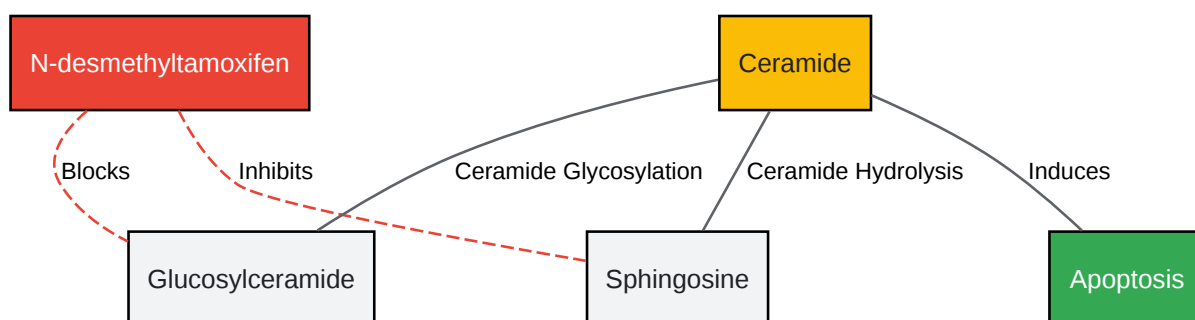 N-desmethyltamoxifen
Ceramide
Blocks
Inhibits
Ceramide Glycosylation
Ceramide Hydrolysis
Induces
Glucosylceramide
Sphingosine
Apoptosis